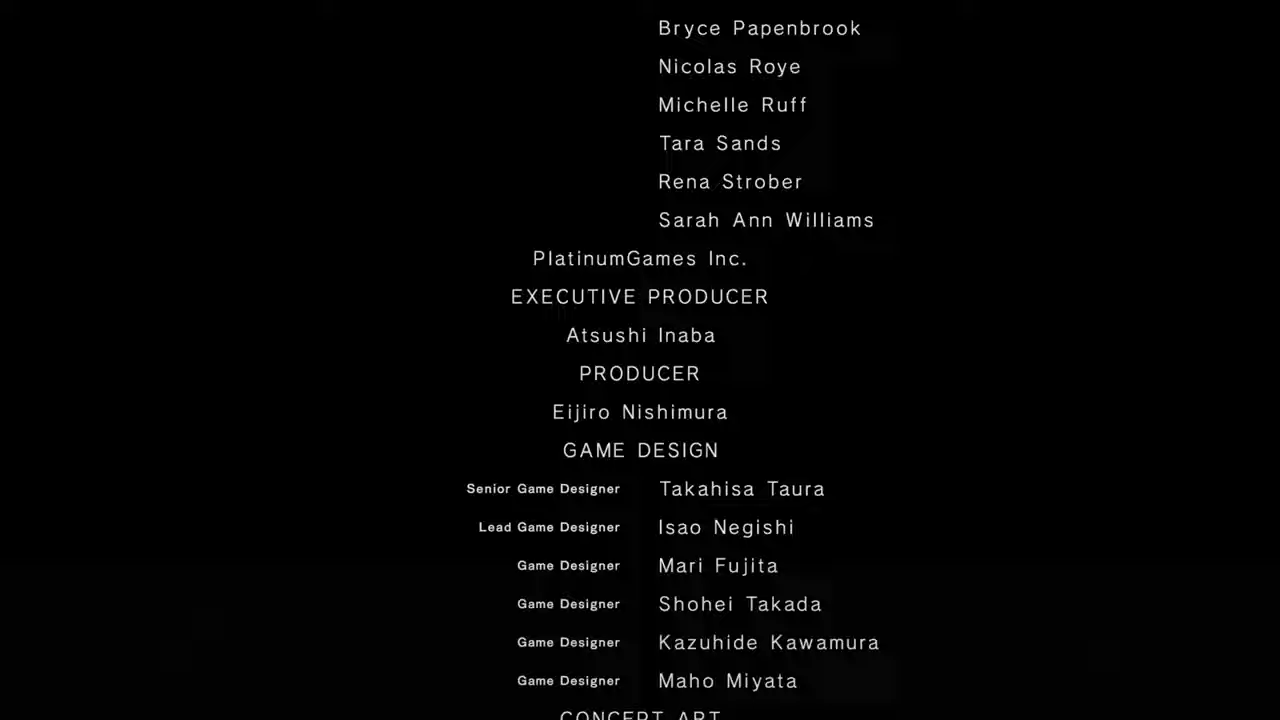 Bryce Papenbrook
Nicolas Roye
Michelle Ruff
Tara Sands
Rena Strober
Sarah Ann Williams
PlatinumGames Inc.
EXECUTIVE PRODUCER
Atsushi Inaba
PRODUCER
Eijiro Nishimura
GAME DESIGN
Senior Game Designer Takahisa Taura
Lead Game Designer Isao Negishi
Game Designer Mari Fujita
Game Designer Shohei Takada
Game Designer Kazuhide Kawamura
Game Designer Maho Miyata
CONCEPT ART